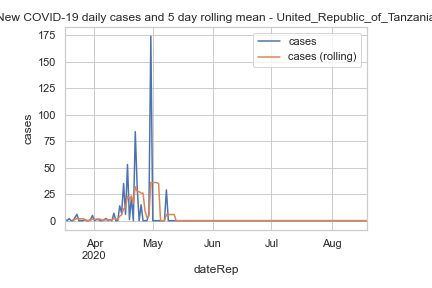 New COVID-19 daily cases and 5 day rolling mean - United_Republic_of_Tanzania
cases
cases (rolling)
175
150
125
100
75
50
25
0
cases
Apr
2020
May
Jun
Jul
Aug
dateRep